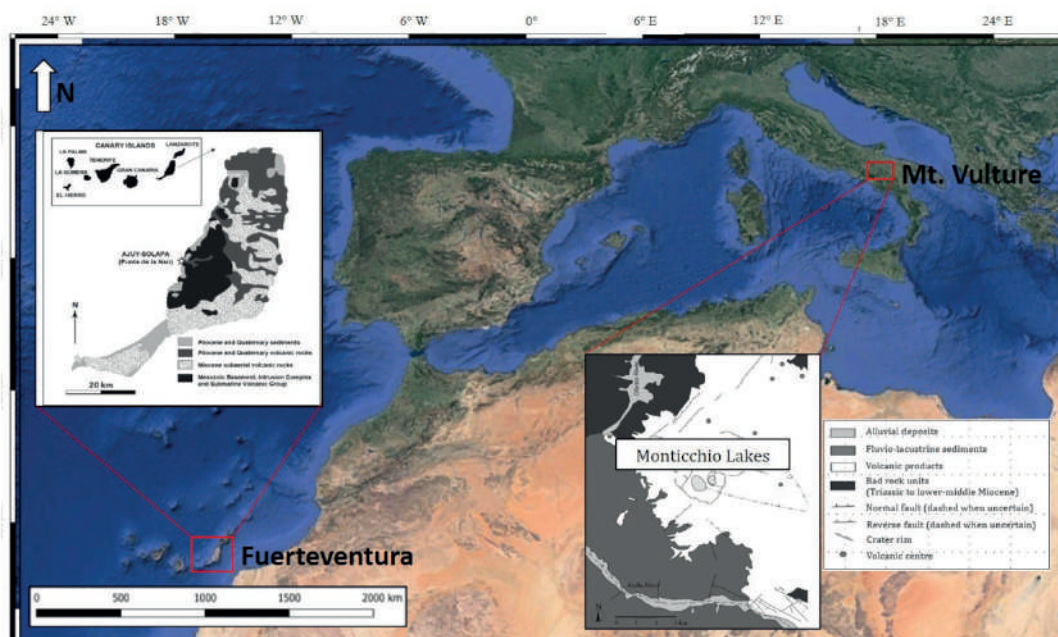 24° W 18° W 12° W 6° W 0° 6° E 12° E 18° E 24° E
N
CANARY ISLANDS
LANZAROTE
LA PALMA
TENERIFE
LA GOMERA
GRAN CANARIA
EL HIERRO
AJUY-SOLAPA
N
Pliocene and Quaternary sediments
Pliocene and Quaternary volcanic rocks
Miocene subaerial volcanic rocks
Mesozoic Basement, Intrusion Complex
and Submarine Volcanic Group
20 km
Mt. Vulture
Monticchio Lakes
N
Alluvial deposits
Fluvio-lacustrine sediments
Volcanic products
Bad rock units
(Triassic to lower-middle Miocene)
Normal fault (dashed when uncertain)
Reverse fault (dashed when uncertain)
Crater rim
Volcanic centre
Fuerteventura
0 500 1000 1500 2000 km